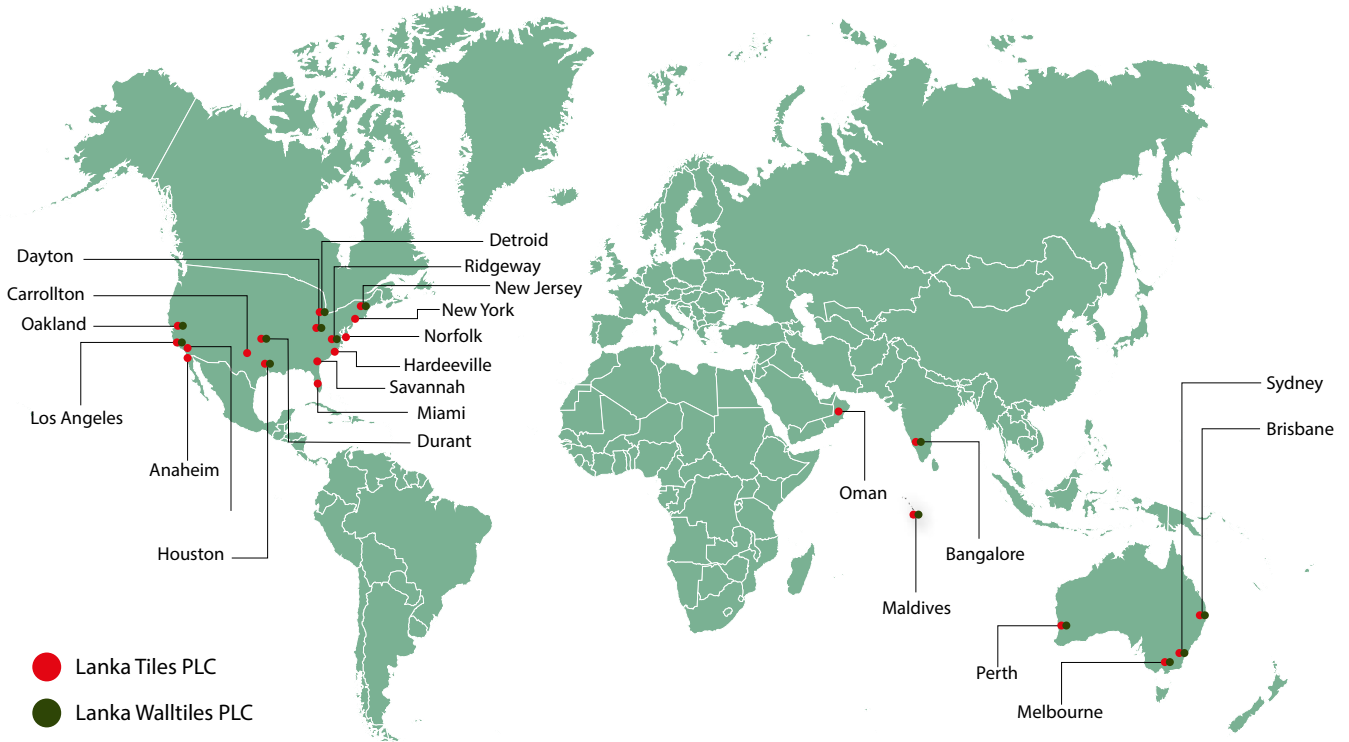 Detroid
Dayton
Ridgeway
Carrollton
New Jersey
New York
Oakland
Norfolk
Hardeeville
Savannah
Los Angeles
Miami
Durant
Anaheim
Houston
Sydney
Brisbane
Oman
Bangalore
Maldives
Perth
Melbourne
Lanka Tiles PLC
Lanka Walltiles PLC